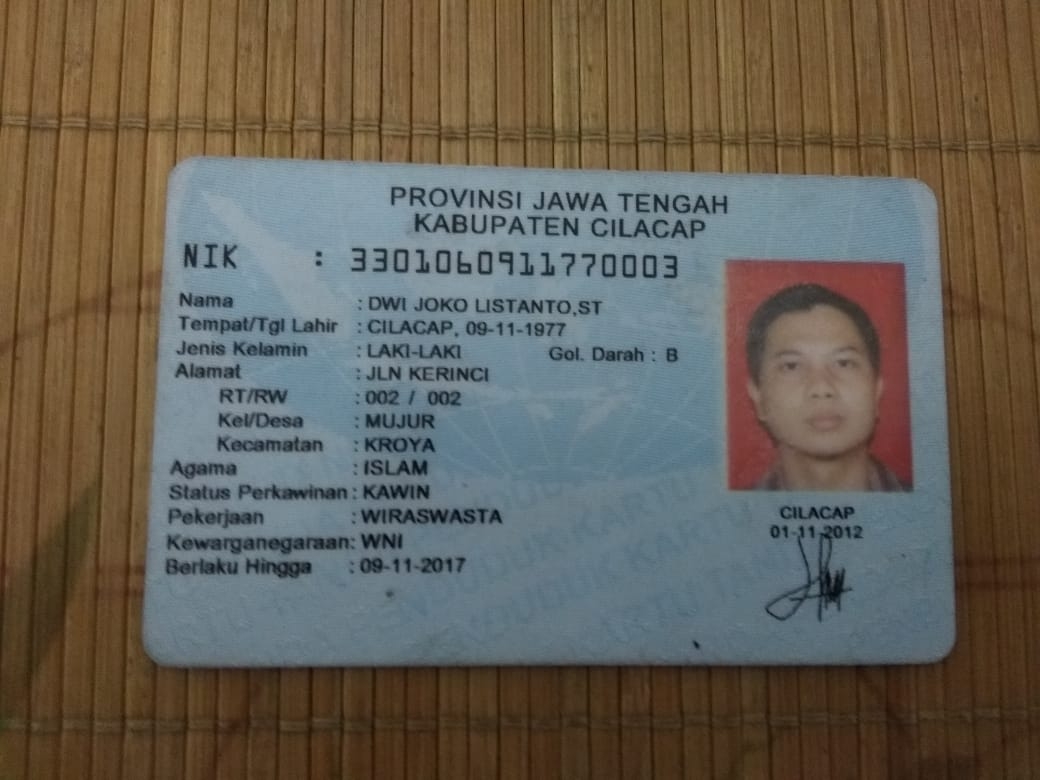 PROVINSI JAWA TENGAH
KABUPATEN CILACAP
NIK : 3301060911770003
Nama : DWI JOKO LISTANTO,ST
Tempat/Tgl Lahir : CILACAP, 09-11-1977
Jenis Kelamin : LAKI-LAKI Gol. Darah : B
Alamat : JLN KERINCI
RT/RW : 002 / 002
Kel/Desa : MUJUR
Kecamatan : KROYA
Agama : ISLAM
Status Perkawinan : KAWIN
Pekerjaan : WIRASWASTA
Kewarganegaraan: WNI
Berlaku Hingga : 09-11-2017
CILACAP
01-11-2012